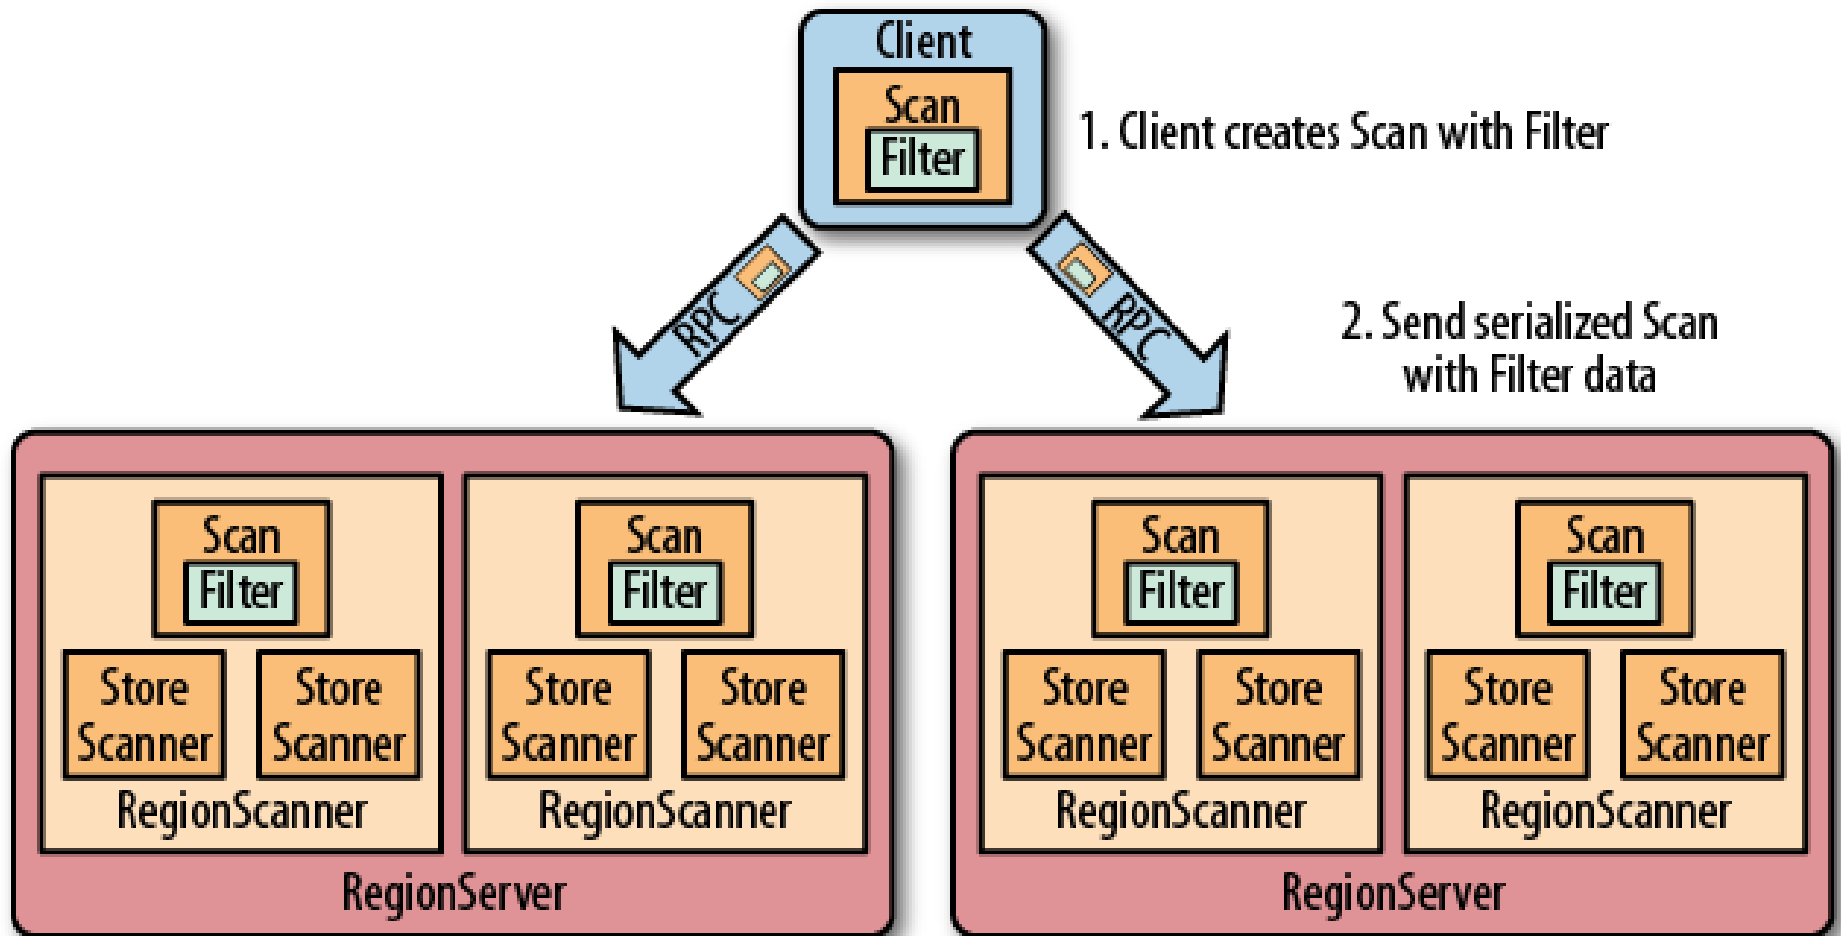 Client
Scan
Filter
1. Client creates Scan with Filter
RPC
RPC
2. Send serialized Scan
with Filter data
Scan
Filter
Store
Scanner
Store
Scanner
RegionScanner
Scan
Filter
Store
Scanner
Store
Scanner
RegionScanner
RegionServer
Scan
Filter
Store
Scanner
Store
Scanner
RegionScanner
Scan
Filter
Store
Scanner
Store
Scanner
RegionScanner
RegionServer